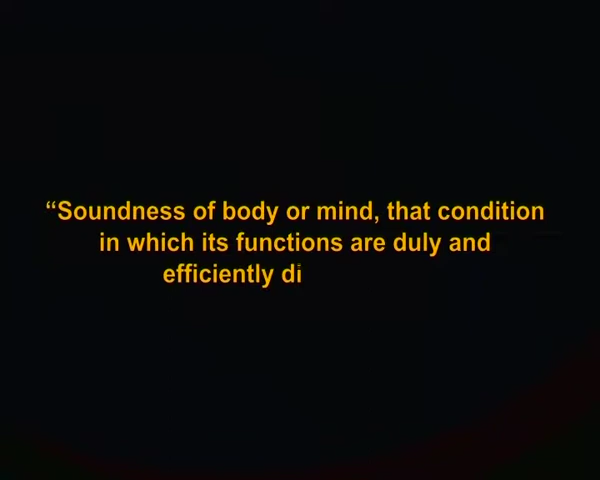 “Soundness of body or mind, that condition
in which its functions are duly and
efficiently di